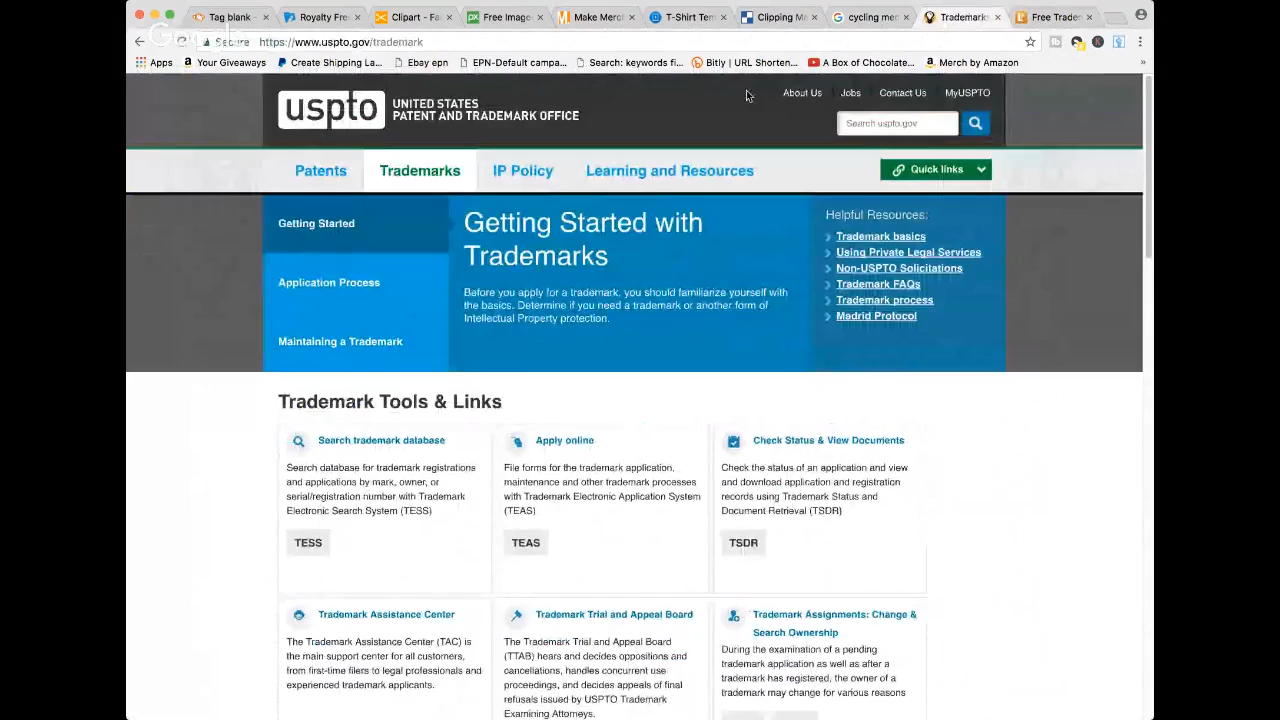 Tag blank
Royalty Fre
Clipart - Fa
Free Image
Make Merc
T-Shirt Tem
Clipping Ma
cycling mer
Trademarks
Free Trade
Secure https://www.uspto.gov/trademark
Apps
Your Giveaways
Create Shipping La...
Ebay epn
EPN-Default campa...
Search: keywords fi...
Bitly | URL Shorten...
A Box of Chocolate...
Merch by Amazon
»
uspto
UNITED STATES
PATENT AND TRADEMARK OFFICE
About Us
Jobs
Contact Us
MyUSPTO
Search uspto.gov
Patents
Trademarks
IP Policy
Learning and Resources
Quick links
Getting Started
Application Process
Maintaining a Trademark
Getting Started with
Trademarks
Before you apply for a trademark, you should familiarize yourself with
the basics. Determine if you need a trademark or another form of
Intellectual Property protection.
Helpful Resources:
Trademark basics
Using Private Legal Services
Non-USPTO Solicitations
Trademark FAQs
Trademark process
Madrid Protocol
Trademark Tools & Links
Search trademark database
Search database for trademark registrations
and applications by mark, owner, or
serial/registration number with Trademark
Electronic Search System (TESS)
TESS
Apply online
File forms for the trademark application,
maintenance and other trademark processes
with Trademark Electronic Application System
(TEAS)
TEAS
Check Status & View Documents
Check the status of an application and view
and download application and registration
records using Trademark Status and
Document Retrieval (TSDR)
TSDR
Trademark Assistance Center
The Trademark Assistance Center (TAC) is
the main support center for all customers,
from first-time filers to legal professionals and
experienced trademark applicants.
Trademark Trial and Appeal Board
The Trademark Trial and Appeal Board
(TTAB) hears and decides oppositions and
cancellations, handles concurrent use
proceedings, and decides appeals of final
refusals issued by USPTO Trademark
Examining Attorneys.
Trademark Assignments: Change &
Search Ownership
During the examination of a pending
trademark application as well as after a
trademark has registered, the owner of a
trademark may change for various reasons